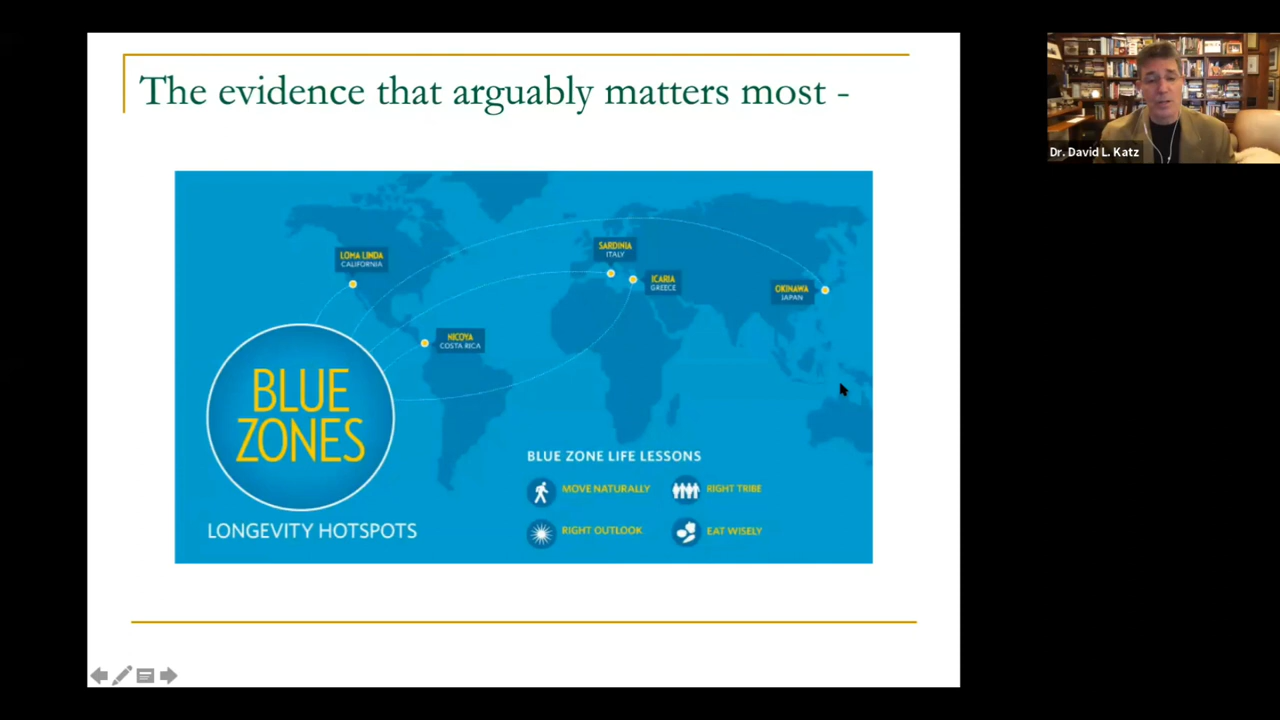 The evidence that arguably matters most -
Dr. David L. Katz
LOMA LINDA
CALIFORNIA
SARDINIA
ITALY
ICARIA
GREECE
OKINAWA
JAPAN
NICOYA
COSTA RICA
BLUE
ZONES
LONGEVITY HOTSPOTS
BLUE ZONE LIFE LESSONS
MOVE NATURALLY
RIGHT TRIBE
RIGHT OUTLOOK
EAT WISELY